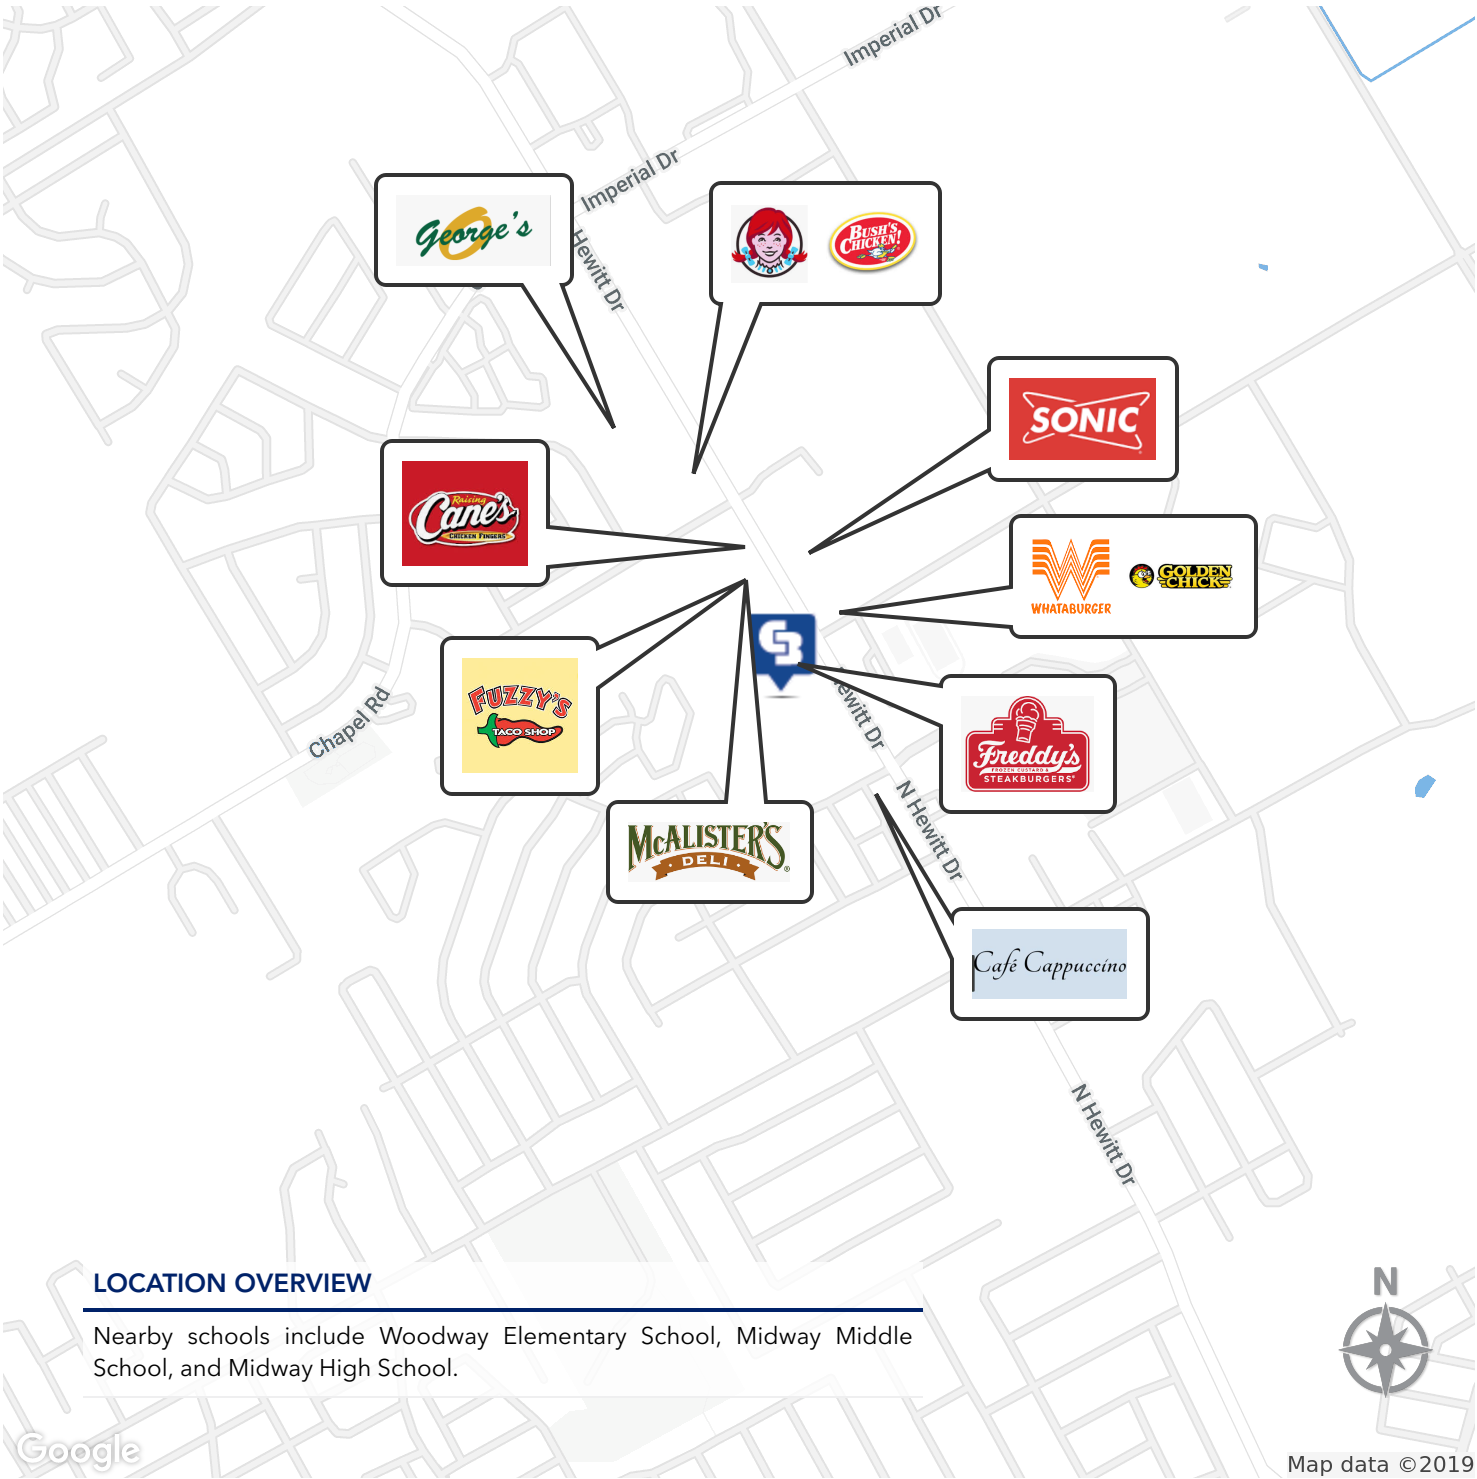 Imperial Dr
Imperial Dr
George's
Hewitt Dr
BUSH'S
CHICKEN!
SONIC
Raising
Cane's
CHICKEN FINGERS
WHATABURGER
GOLDEN
CHICK
CB
FUZZY'S
TACO SHOP
Chapel Rd
Hewitt Dr
Freddy's
FROZEN CUSTARD &
STEAKBURGERS
McALISTER'S
DELI
®
N Hewitt Dr
Café Cappuccino
N Hewitt Dr
LOCATION OVERVIEW
Nearby schools include Woodway Elementary School, Midway Middle
School, and Midway High School.
N
Google
Map data ©2019